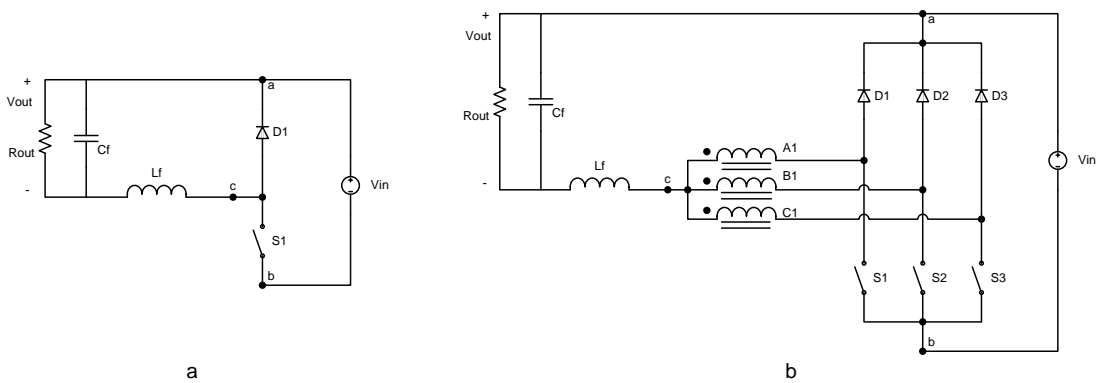 +
Vout
Rout
-
Cf
Lf
c
a
D1
S1
b
Vin
a
+
Vout
Rout
-
Cf
Lf
c
A1
B1
C1
a
D1
D2
D3
S1
S2
S3
b
+
-
Vin
b